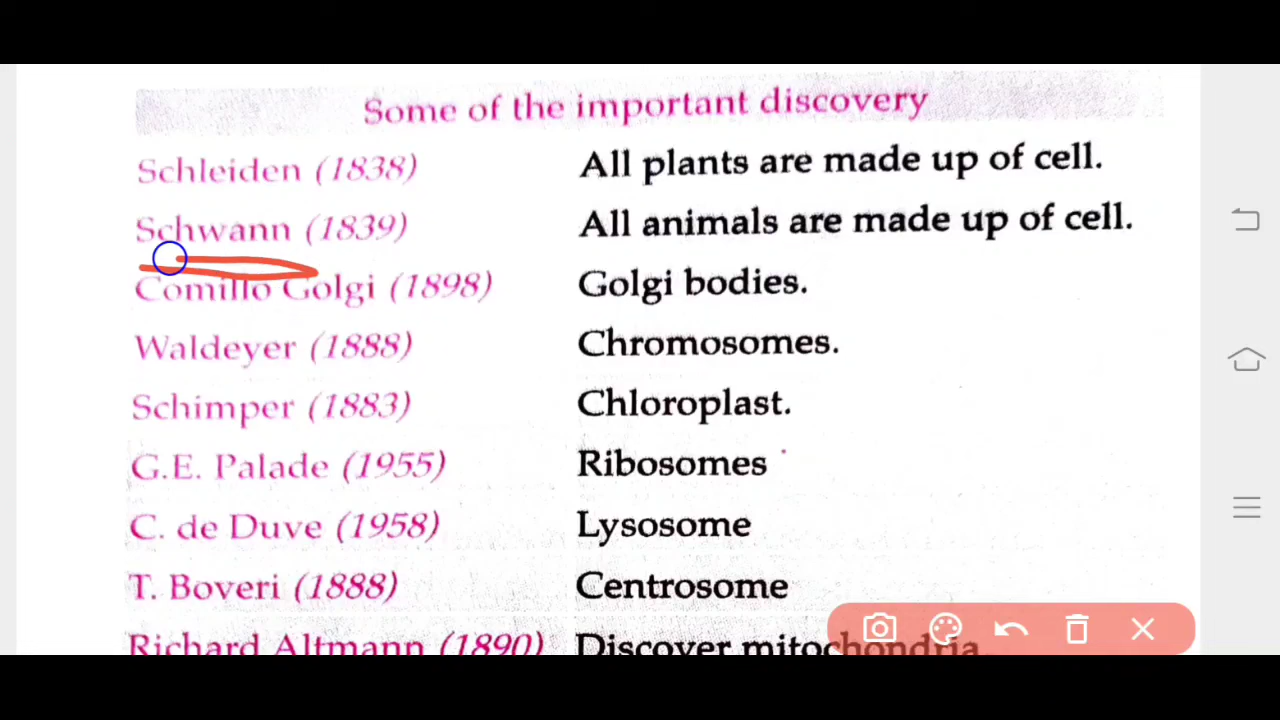 Some of the important discovery
Schleiden (1838) All plants are made up of cell.
Schwann (1839) All animals are made up of cell.
Comillo Golgi (1898) Golgi bodies.
Waldeyer (1888) Chromosomes.
Schimper (1883) Chloroplast.
G.E. Palade (1955) Ribosomes
C. de Duve (1958) Lysosome
T. Boveri (1888) Centrosome
Richard Altmann (1890) Discover mitochondria.